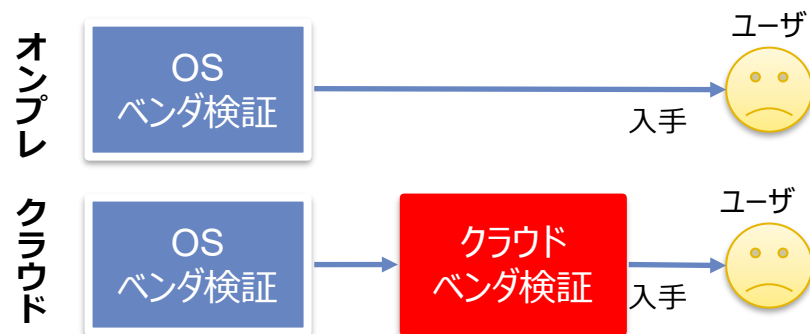 オンプレ
OS
ベンダ検証
入手
ユーザ
クラウド
OS
ベンダ検証
クラウド
ベンダ検証
入手
ユーザ